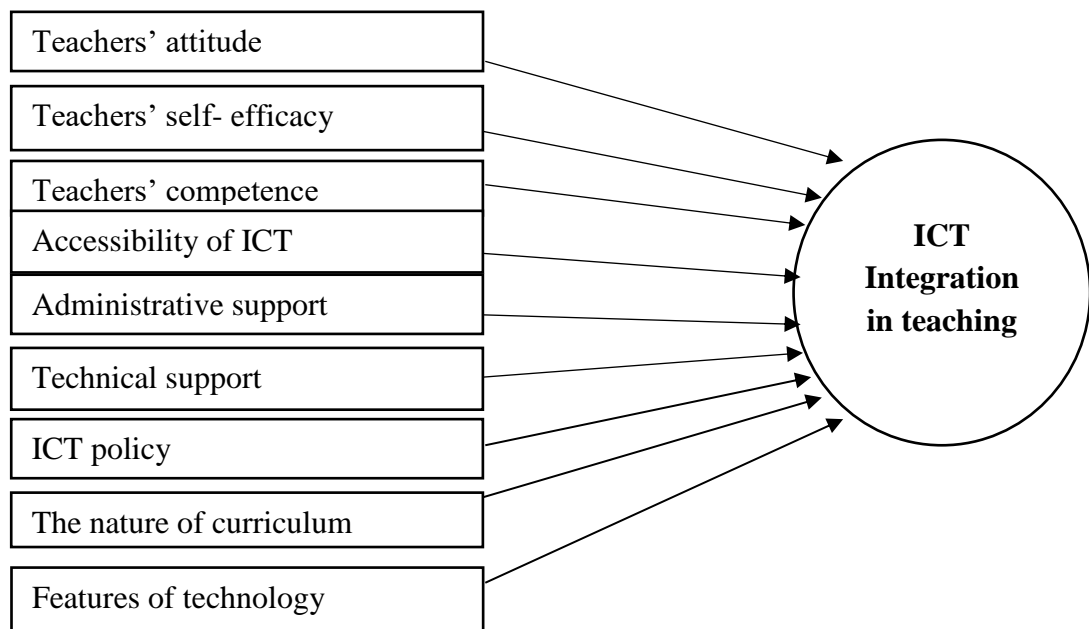 Teachers’ attitude
Teachers’ self- efficacy
Teachers’ competence
Accessibility of ICT
Administrative support
Technical support
ICT policy
The nature of curriculum
Features of technology
ICT
Integration
in teaching